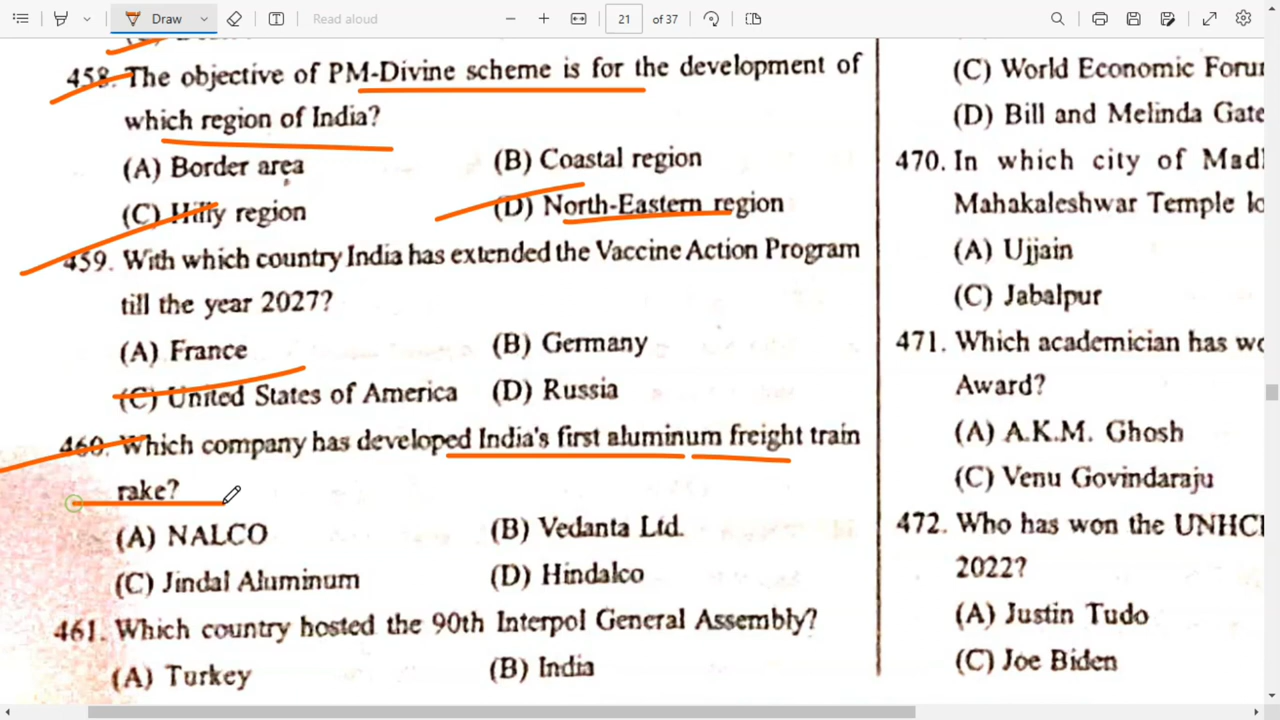 Draw
Read aloud
21 of 37
458. The objective of PM-Divine scheme is for the development of
which region of India?
(A) Border area
(B) Coastal region
(C) Hilly region
(D) North-Eastern region
459. With which country India has extended the Vaccine Action Program
till the year 2027?
(A) France
(B) Germany
(C) United States of America
(D) Russia
460. Which company has developed India's first aluminum freight train
rake?
(A) NALCO
(B) Vedanta Ltd.
(C) Jindal Aluminum
(D) Hindalco
461. Which country hosted the 90th Interpol General Assembly?
(A) Turkey
(B) India
(C) World Economic Foru
(D) Bill and Melinda Gate
470. In which city of Mad
Mahakaleshwar Temple lo
(A) Ujjain
(C) Jabalpur
471. Which academician has wo
Award?
(A) A.K.M. Ghosh
(C) Venu Govindaraju
472. Who has won the UNHC
2022?
(A) Justin Tudo
(C) Joe Biden